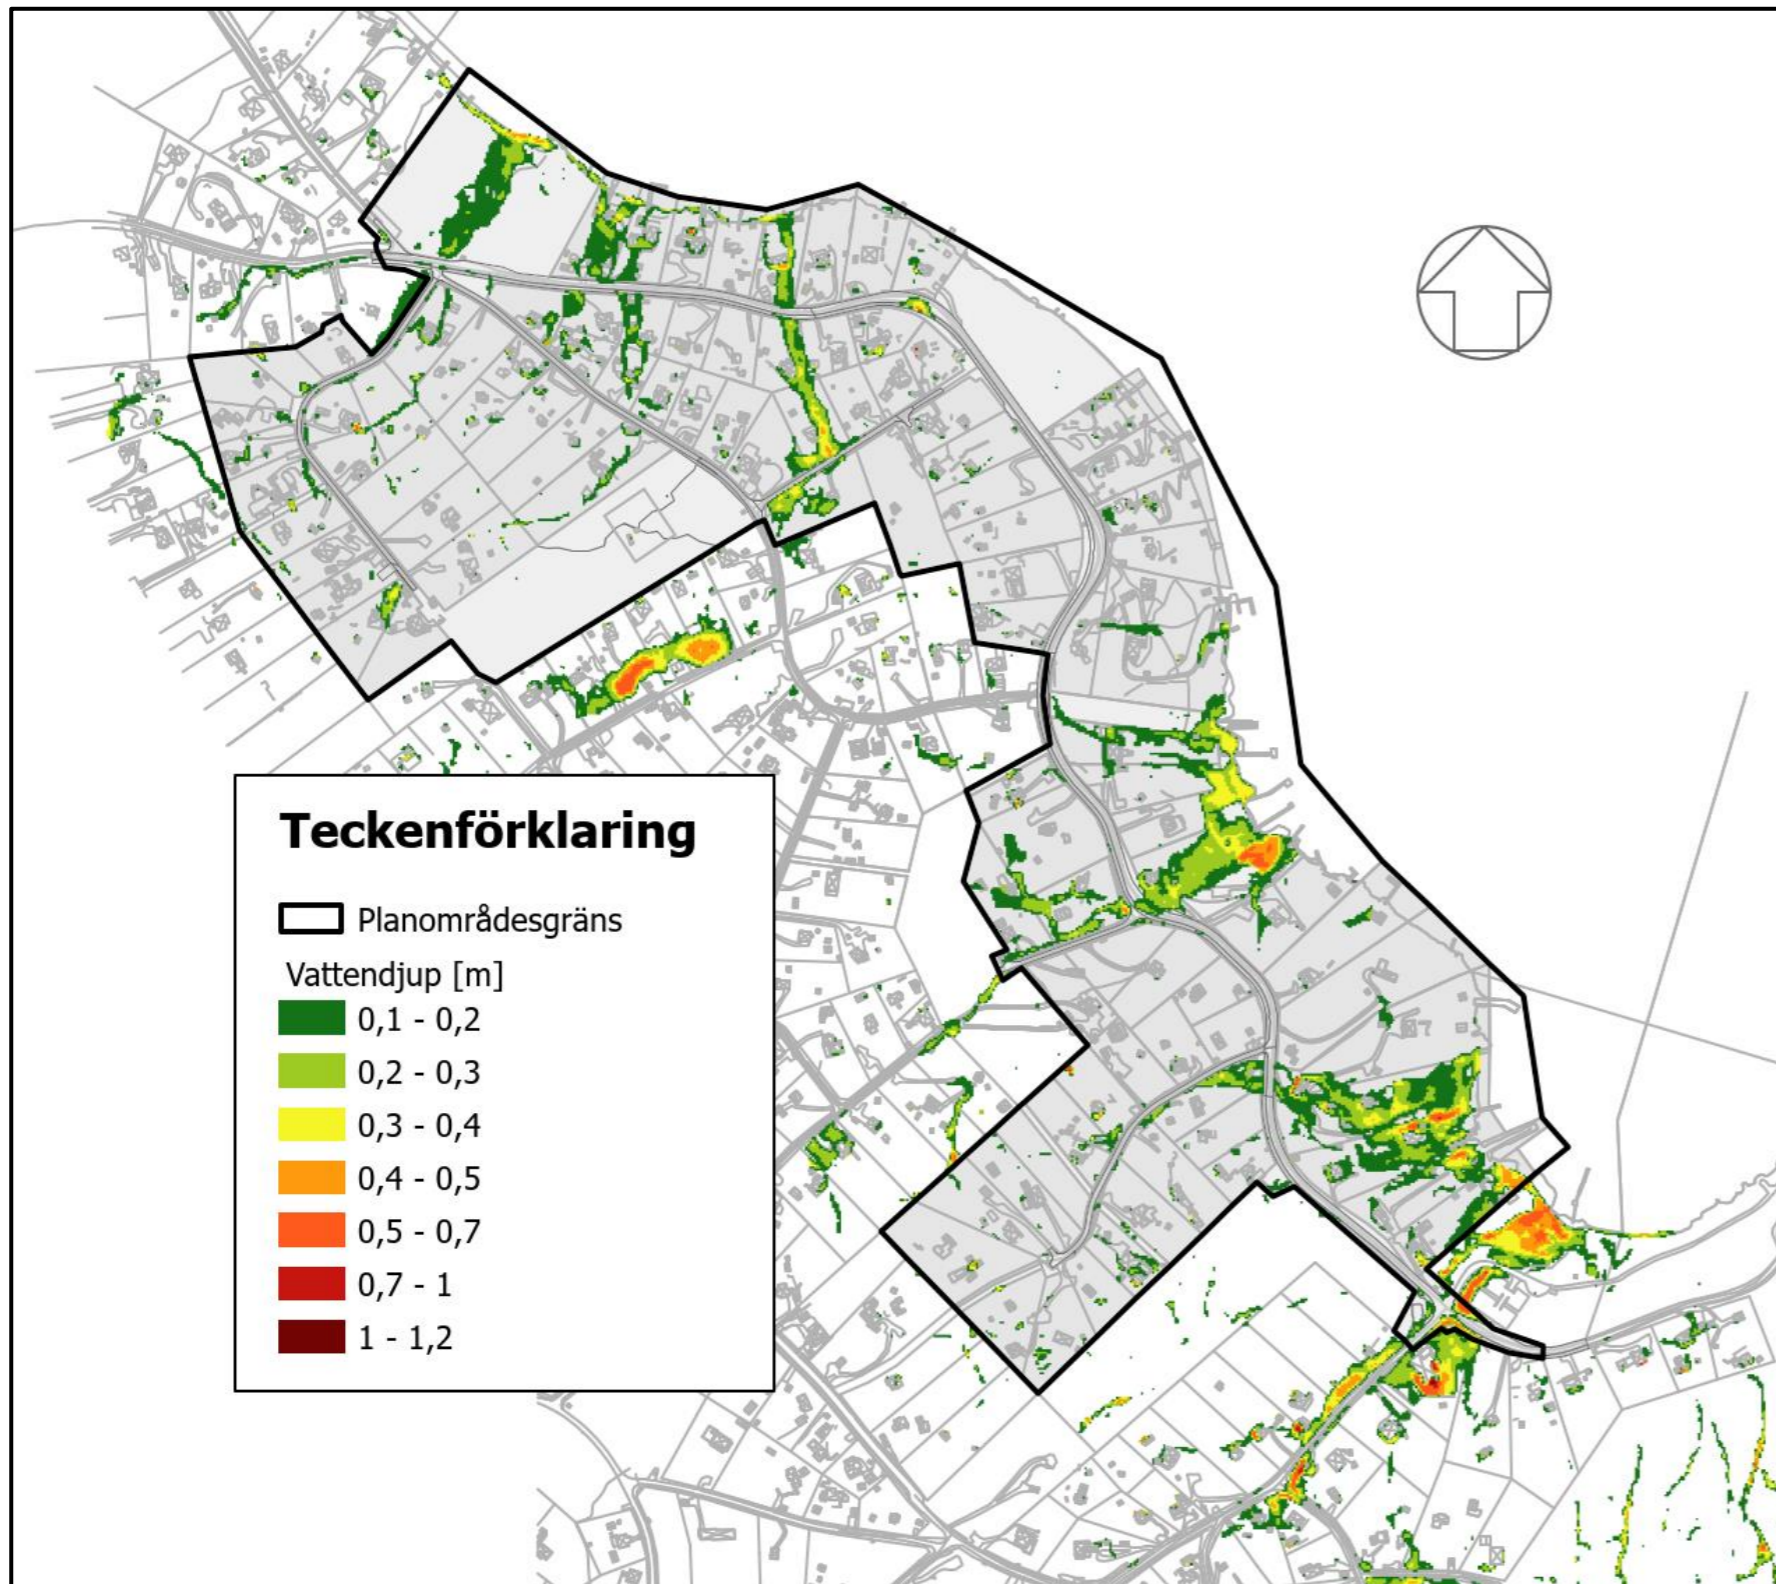 Teckenförklaring
Planområdesgräns
Vattendjup [m]
0,1 - 0,2
0,2 - 0,3
0,3 - 0,4
0,4 - 0,5
0,5 - 0,7
0,7 - 1
1 - 1,2